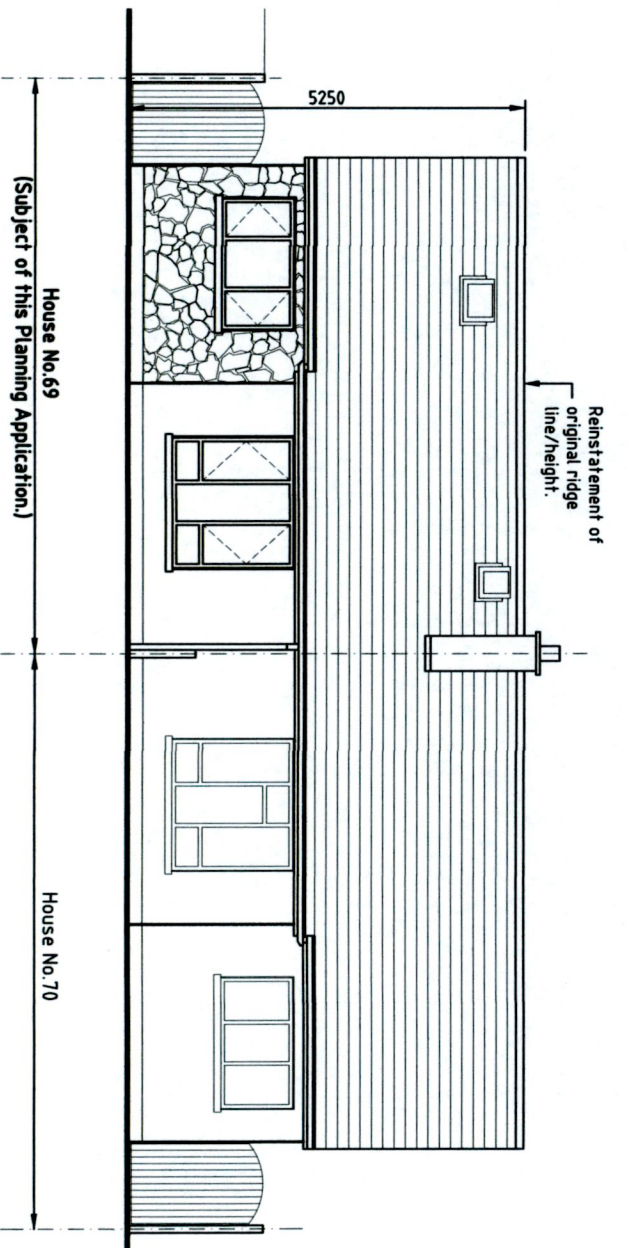 Reinstatement of
original ridge
line/height.
5250
House No.69
(Subject of this Planning Application.)
House No.70